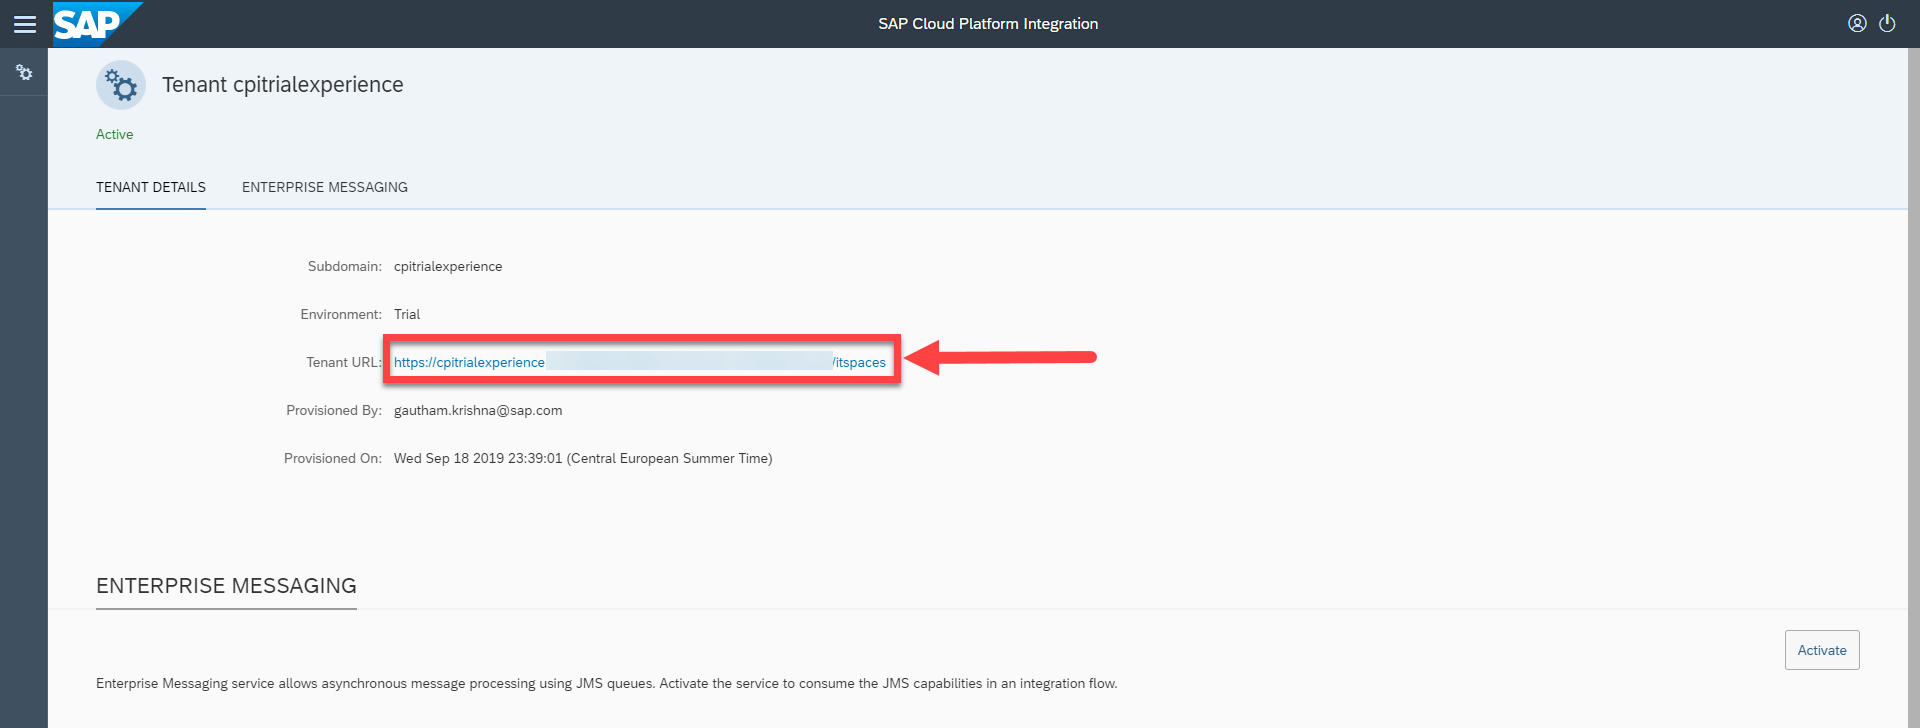 SAP
SAP Cloud Platform Integration
Tenant cpitrialexperience
Active
TENANT DETAILS
ENTERPRISE MESSAGING
Subdomain: cpitrialexperience
Environment: Trial
Tenant URL: https://cpitrialexperience /itspaces
Provisioned By: gautham.krishna@sap.com
Provisioned On: Wed Sep 18 2019 23:39:01 (Central European Summer Time)
ENTERPRISE MESSAGING
Activate
Enterprise Messaging service allows asynchronous message processing using JMS queues. Activate the service to consume the JMS capabilities in an integration flow.